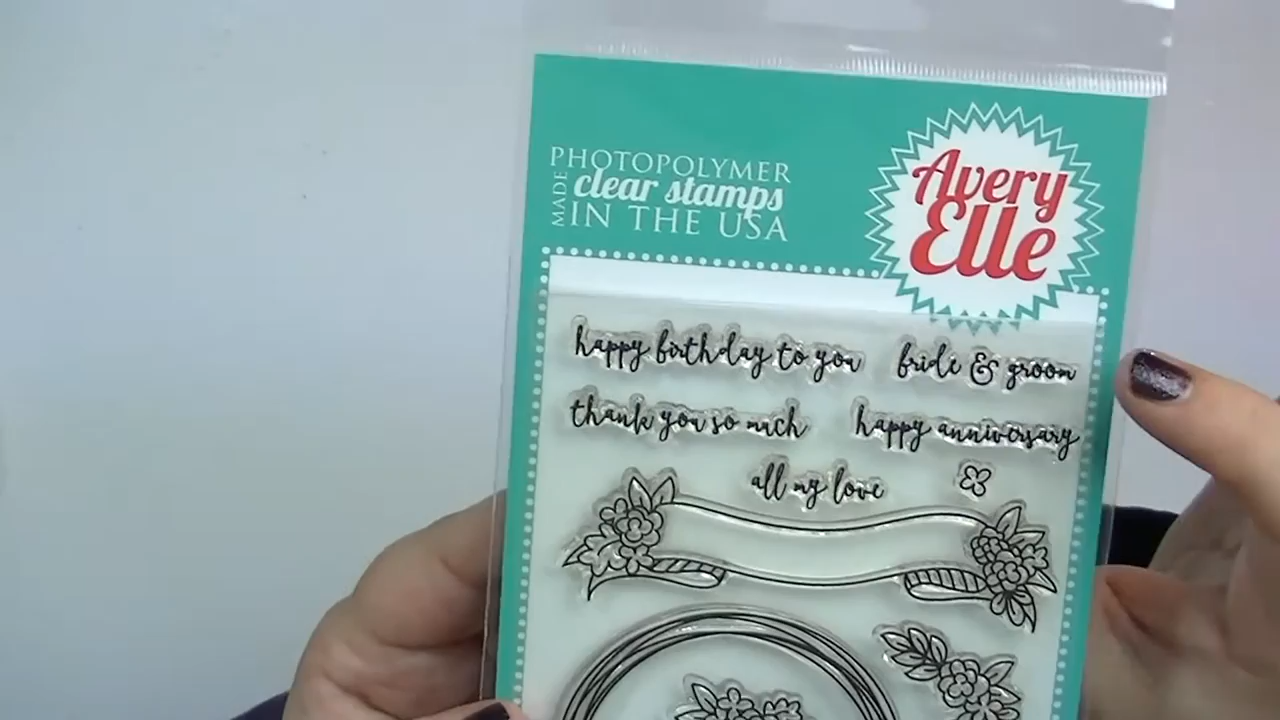 PHOTOPOLYMER
MADE
clear stamps
IN THE USA
Avery
Elle
happy birthday to you
bride & groom
thank you so much
happy anniversary
all my love